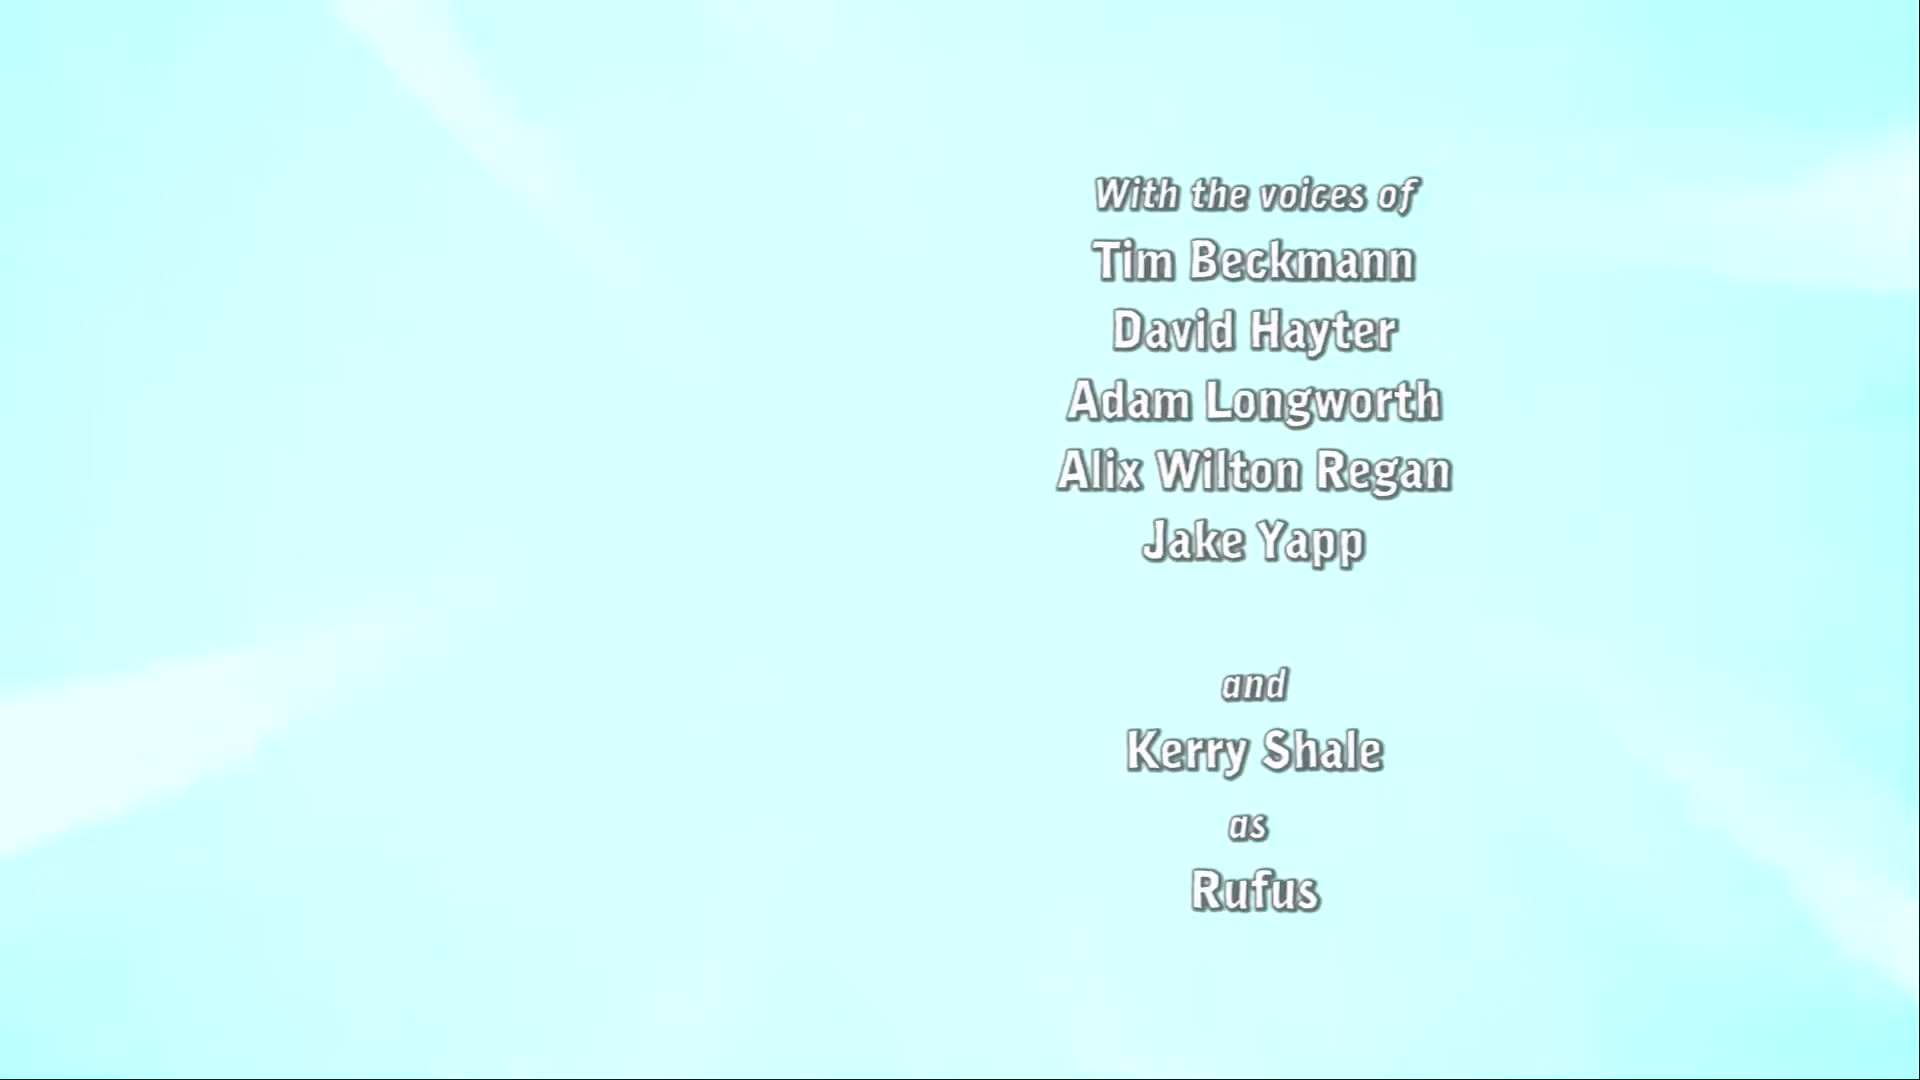 With the voices of
Tim Beckmann
David Hayter
Adam Longworth
Alix Wilton Regan
Jake Yapp
and
Kerry Shale
as
Rufus